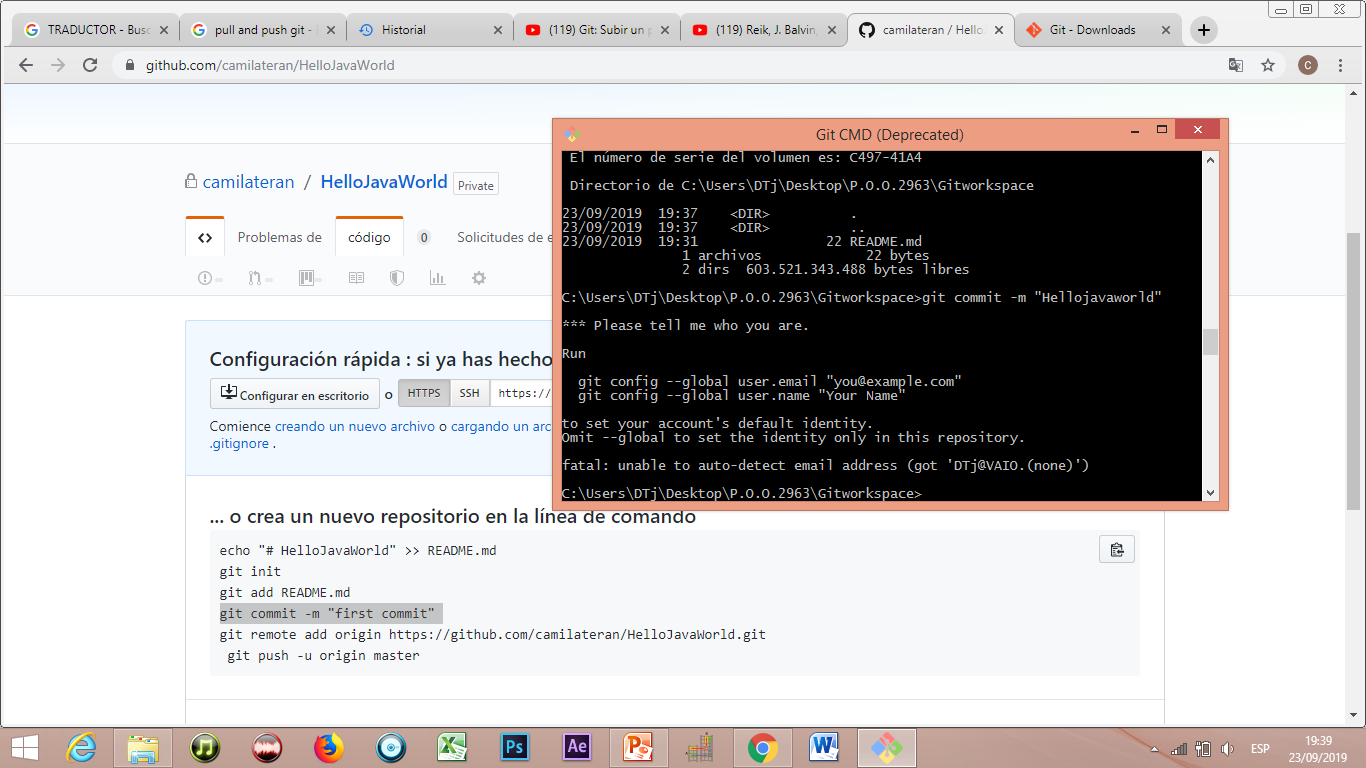 TRADUCTOR - Busc
pull and push git -
Historial
(119) Git: Subir un p
(119) Reik, J. Balvin,
camilateran / Hello
Git - Downloads
github.com/camilateran/HelloJavaWorld
C
camilateran / HelloJavaWorld Private
Problemas de
código
0
Solicitudes de e
Configuración rápida : si ya has hecho
Configurar en escritorio o HTTPS SSH https://
Comience creando un nuevo archivo o cargando un arc
.gitignore .
... o crea un nuevo repositorio en la línea de comando
echo "# HelloJavaWorld" >> README.md
git init
git add README.md
git commit -m "first commit"
git remote add origin https://github.com/camilateran/HelloJavaWorld.git
git push -u origin master
Git CMD (Deprecated)
El número de serie del volumen es: C497-41A4
Directorio de C:\Users\DTj\Desktop\P.O.O.2963\Gitworkspace
23/09/2019 19:37 <DIR> .
23/09/2019 19:37 <DIR> ..
23/09/2019 19:31 22 README.md
1 archivos 22 bytes
2 dirs 603.521.343.488 bytes libres
C:\Users\DTj\Desktop\P.O.O.2963\Gitworkspace>git commit -m "Hellojavaworld"
*** Please tell me who you are.
Run
git config --global user.email "you@example.com"
git config --global user.name "Your Name"
to set your account's default identity.
Omit --global to set the identity only in this repository.
fatal: unable to auto-detect email address (got 'DTj@VAIO.(none)')
C:\Users\DTj\Desktop\P.O.O.2963\Gitworkspace>
Ps
Ae
ESP
19:39
23/09/2019